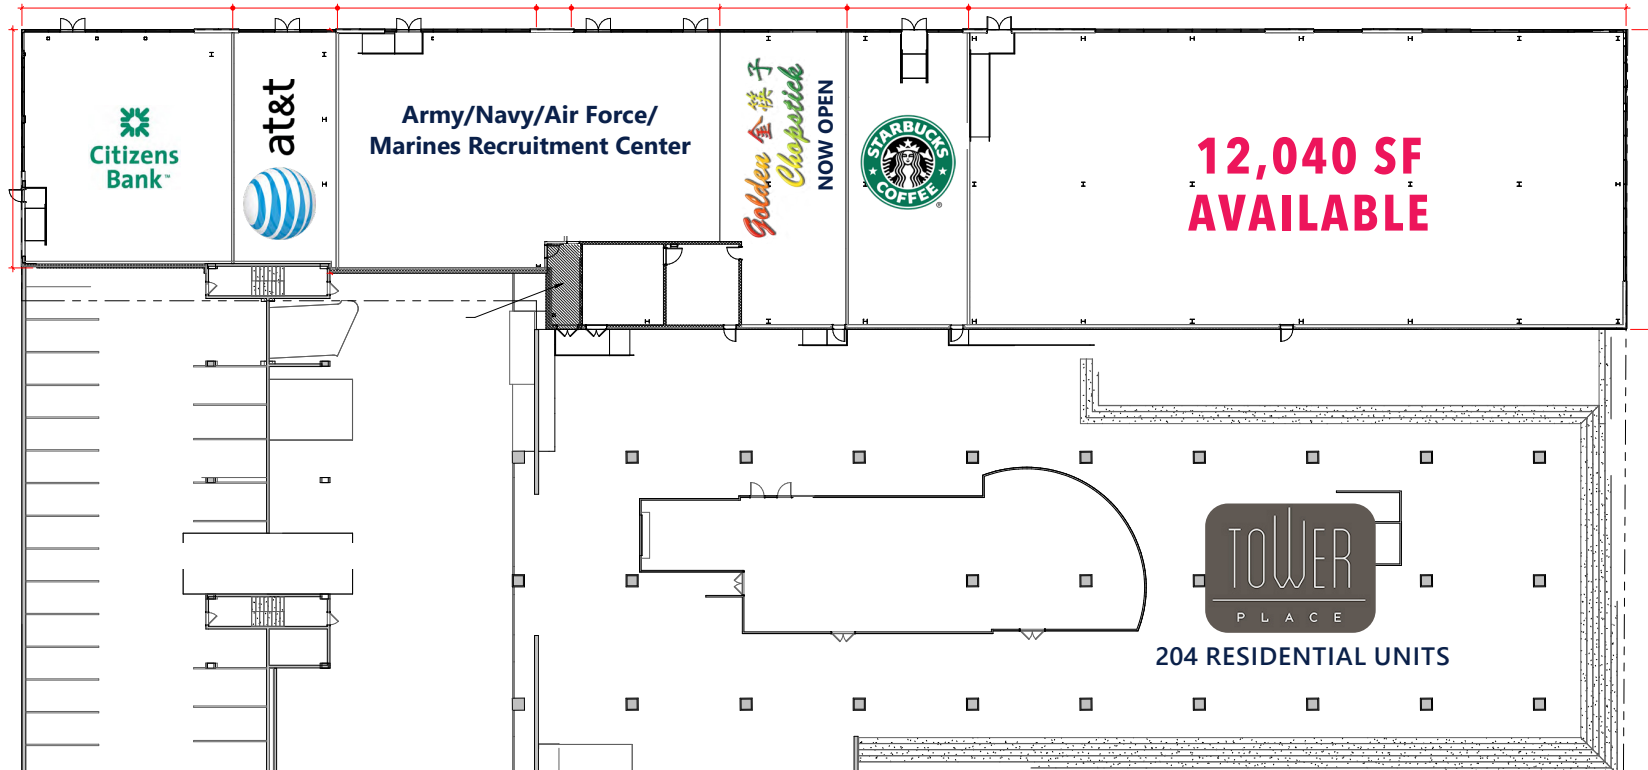 Citizens
Bank™
at&t
Army/Navy/Air Force/
Marines Recruitment Center
Golden 金筷子
Chopstick
NOW OPEN
STARBUCKS
COFFEE
®
12,040 SF
AVAILABLE
TOWER
PLACE
204 RESIDENTIAL UNITS